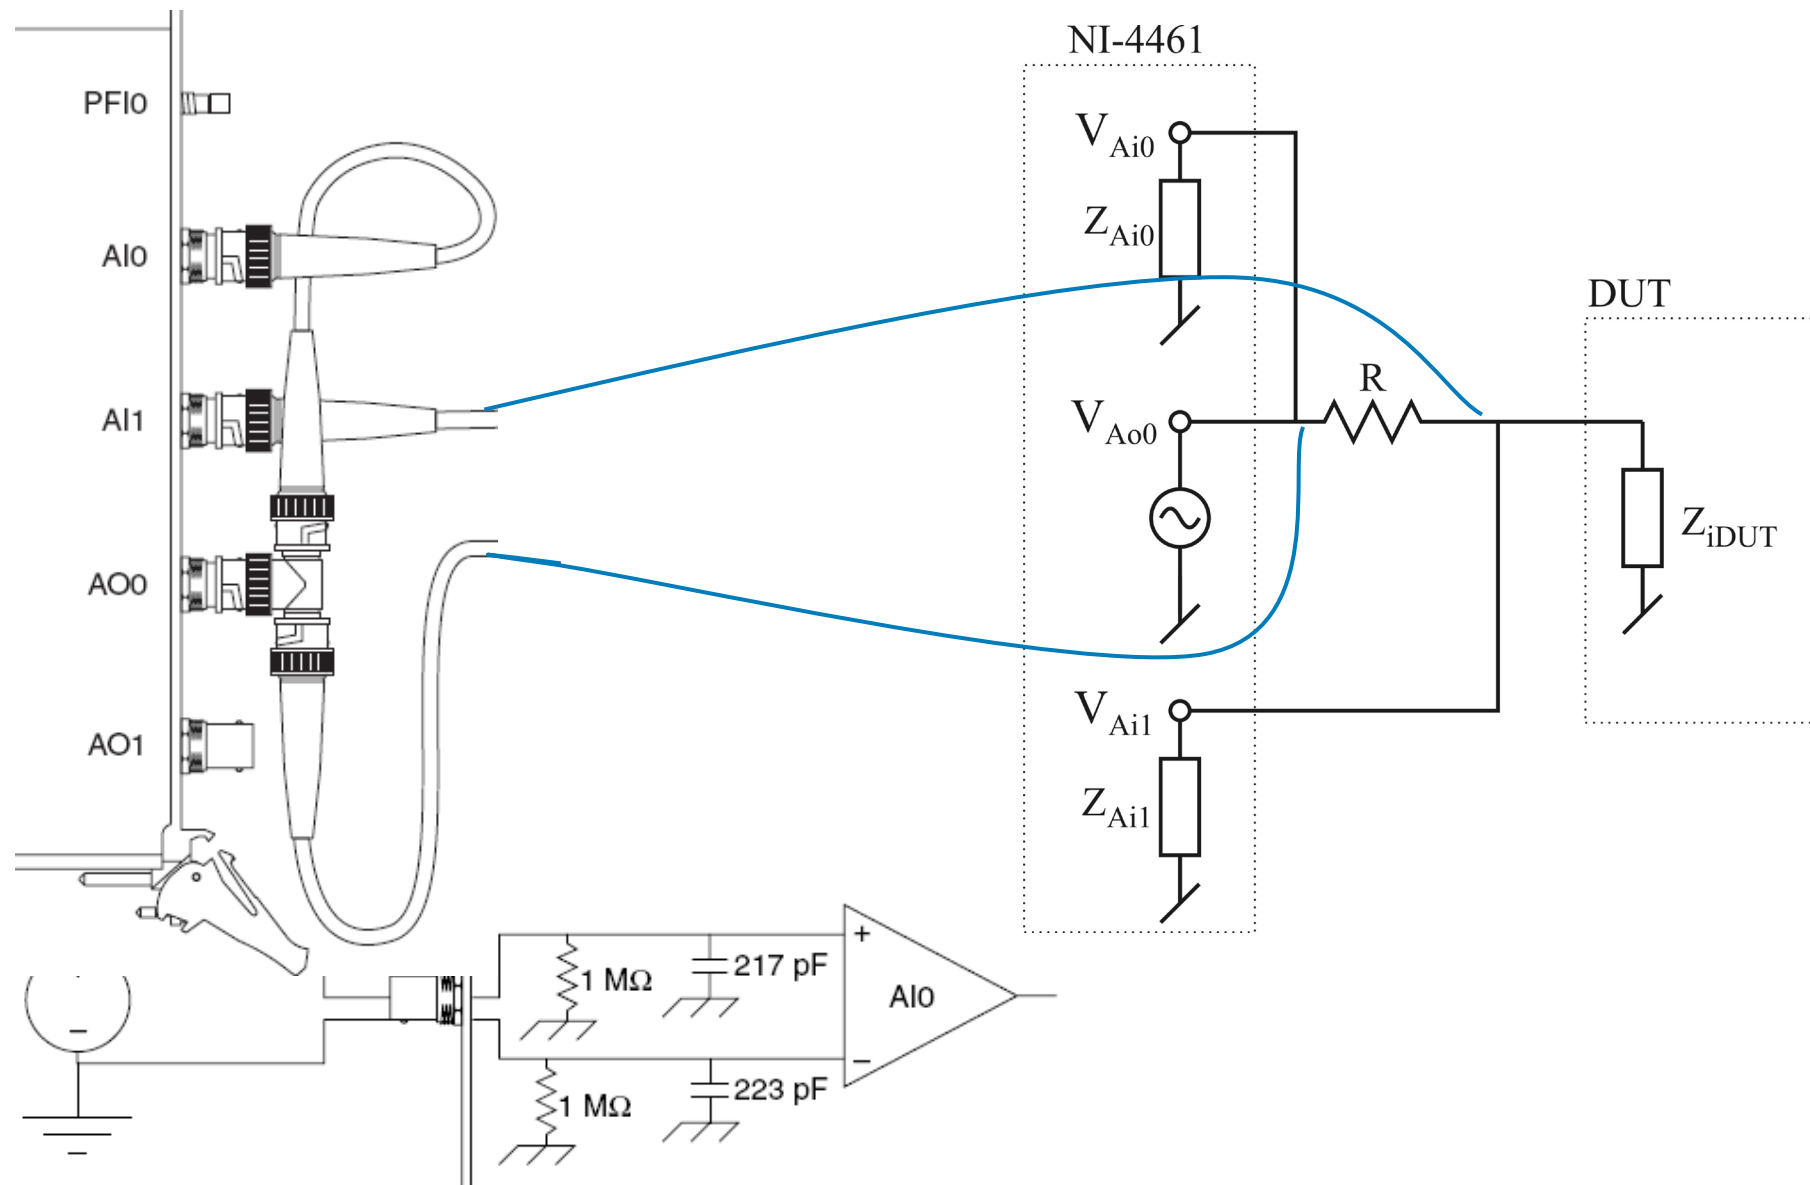 NI-4461
PFI0
V_Ai0
Z_Ai0
AI0
DUT
R
AI1
V_Ao0
Z_iDUT
AO0
V_Ai1
AO1
Z_Ai1
+
217 pF
1 MΩ
AI0
−
−
223 pF
1 MΩ